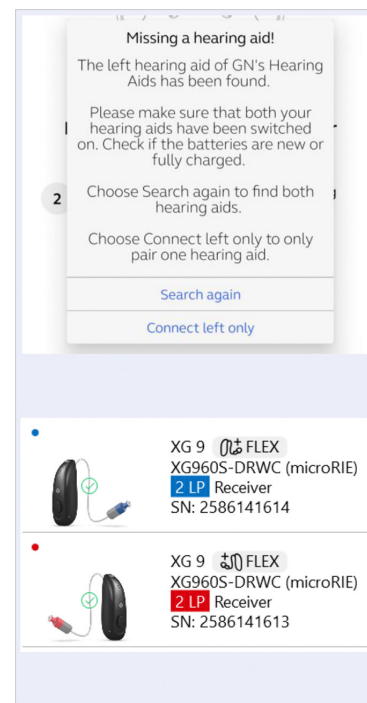 Missing a hearing aid!
The left hearing aid of GN's Hearing
Aids has been found.
Please make sure that both your
hearing aids have been switched
on. Check if the batteries are new or
fully charged.
2
Choose Search again to find both
hearing aids.
Choose Connect left only to only
pair one hearing aid.
Search again
Connect left only
XG 9 FLEX
XG960S-DRWC (microRIE)
2 LP Receiver
SN: 2586141614
XG 9 FLEX
XG960S-DRWC (microRIE)
2 LP Receiver
SN: 2586141613